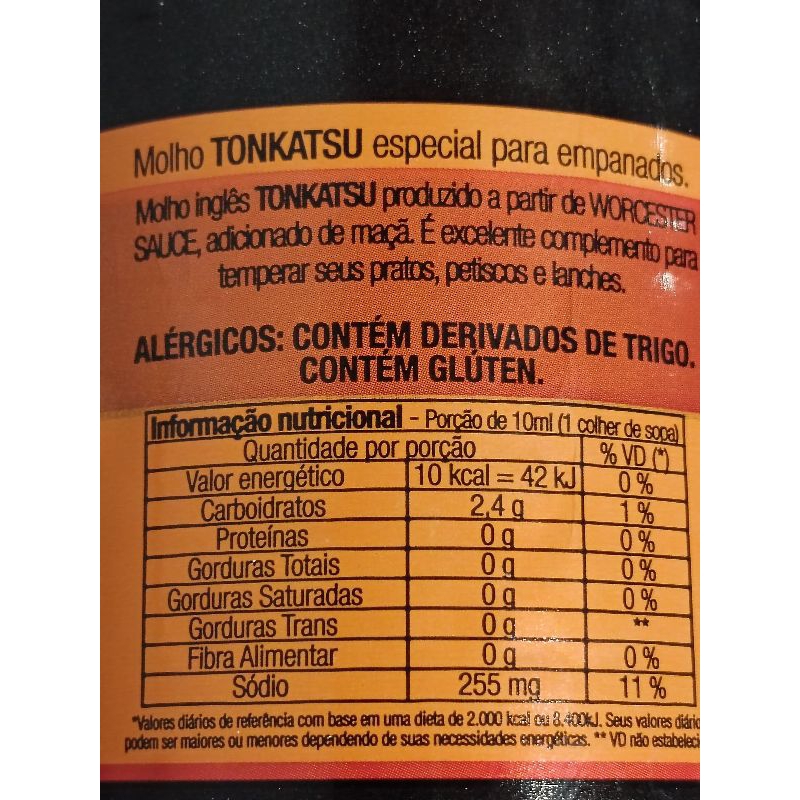 Molho TONKATSU especial para empanados.
Molho inglês TONKATSU produzido a partir de WORCESTER
SAUCE, adicionado de maçã. É excelente complemento para
temperar seus pratos, petiscos e lanches.
ALÉRGICOS: CONTÉM DERIVADOS DE TRIGO.
CONTÉM GLÚTEN.
Informação nutricional - Porção de 10ml (1 colher de sopa)
Quantidade por porção % VD (*)
Valor energético 10 kcal = 42 kJ 0 %
Carboidratos 2,4 g 1 %
Proteínas 0 g 0 %
Gorduras Totais 0 g 0 %
Gorduras Saturadas 0 g 0 %
Gorduras Trans 0 g **
Fibra Alimentar 0 g 0 %
Sódio 255 mg 11 %
*Valores diários de referência com base em uma dieta de 2.000 kcal ou 8.400kJ. Seus valores diário
podem ser maiores ou menores dependendo de suas necessidades energéticas. ** VD não estabeleci